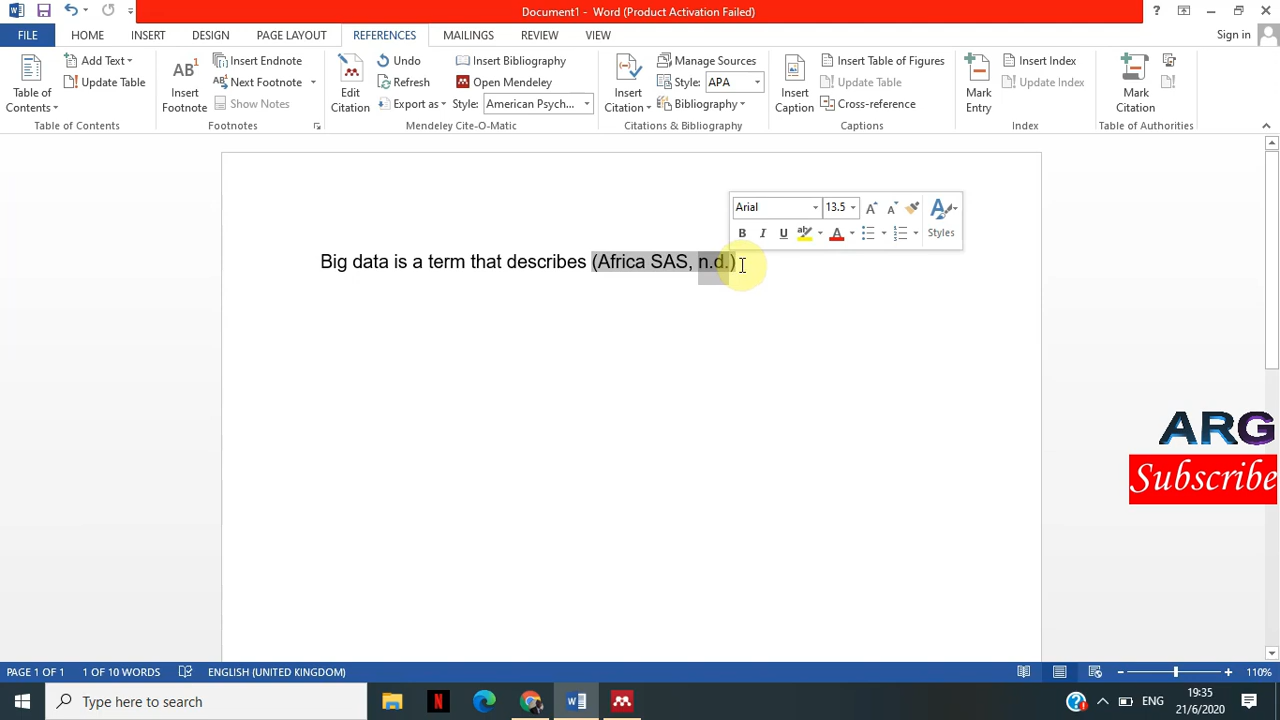 Document1 - Word (Product Activation Failed)
FILE HOME INSERT DESIGN PAGE LAYOUT REFERENCES MAILINGS REVIEW VIEW Sign in
Table of Contents
Add Text
Update Table
Table of Contents
AB1 Insert Footnote
Insert Endnote
Next Footnote
Show Notes
Footnotes
Edit Citation
Undo
Refresh
Export as
Insert Bibliography
Open Mendeley
Style: American Psych...
Mendeley Cite-O-Matic
Insert Citation
Manage Sources
Style: APA
Bibliography
Citations & Bibliography
Insert Caption
Insert Table of Figures
Update Table
Cross-reference
Captions
Mark Entry
Insert Index
Update Index
Index
Mark Citation
Table of Authorities
Arial 13.5
B I U ab A Styles
Big data is a term that describes (Africa SAS, n.d.)
ARG
Subscribe
PAGE 1 OF 1 1 OF 10 WORDS ENGLISH (UNITED KINGDOM) 110%
Type here to search
ENG
19:35
21/6/2020